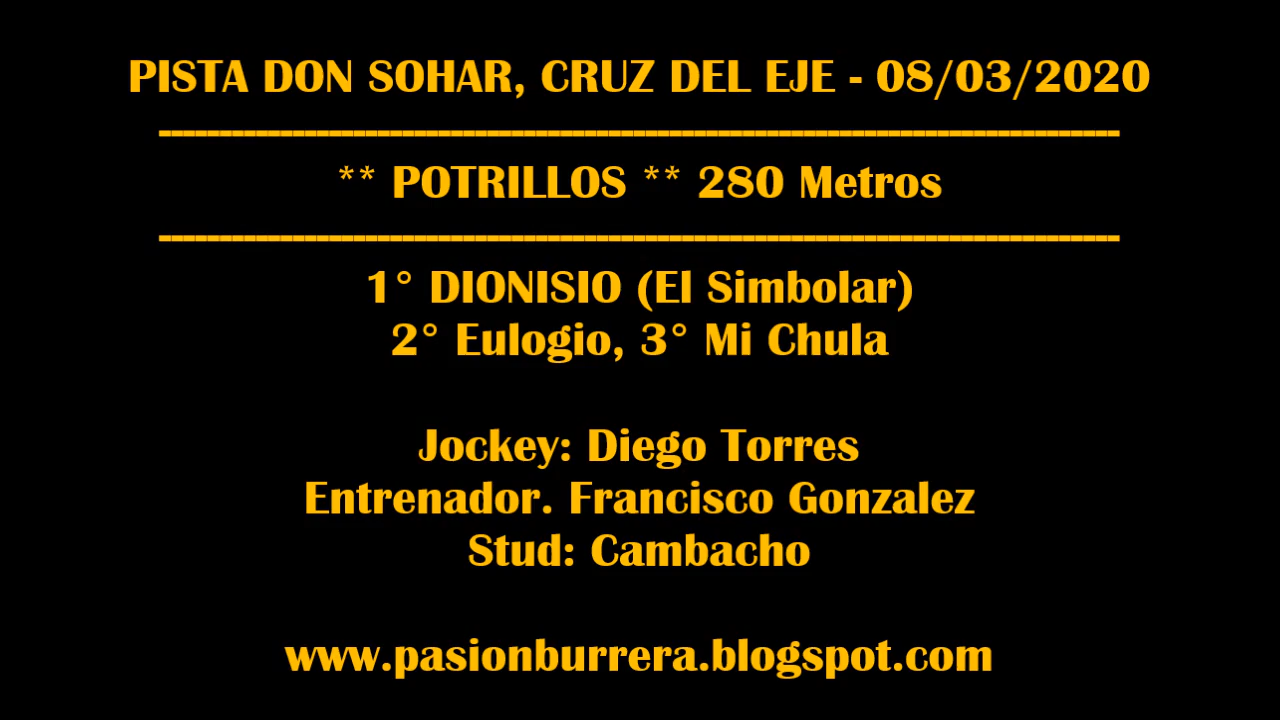 PISTA DON SOHAR, CRUZ DEL EJE - 08/03/2020
--------------------------------------------------------------------------------
** POTRILLOS ** 280 Metros
--------------------------------------------------------------------------------
1° DIONISIO (El Simbolar)
2° Eulogio, 3° Mi Chula
Jockey: Diego Torres
Entrenador. Francisco Gonzalez
Stud: Cambacho
www.pasionburrera.blogspot.com